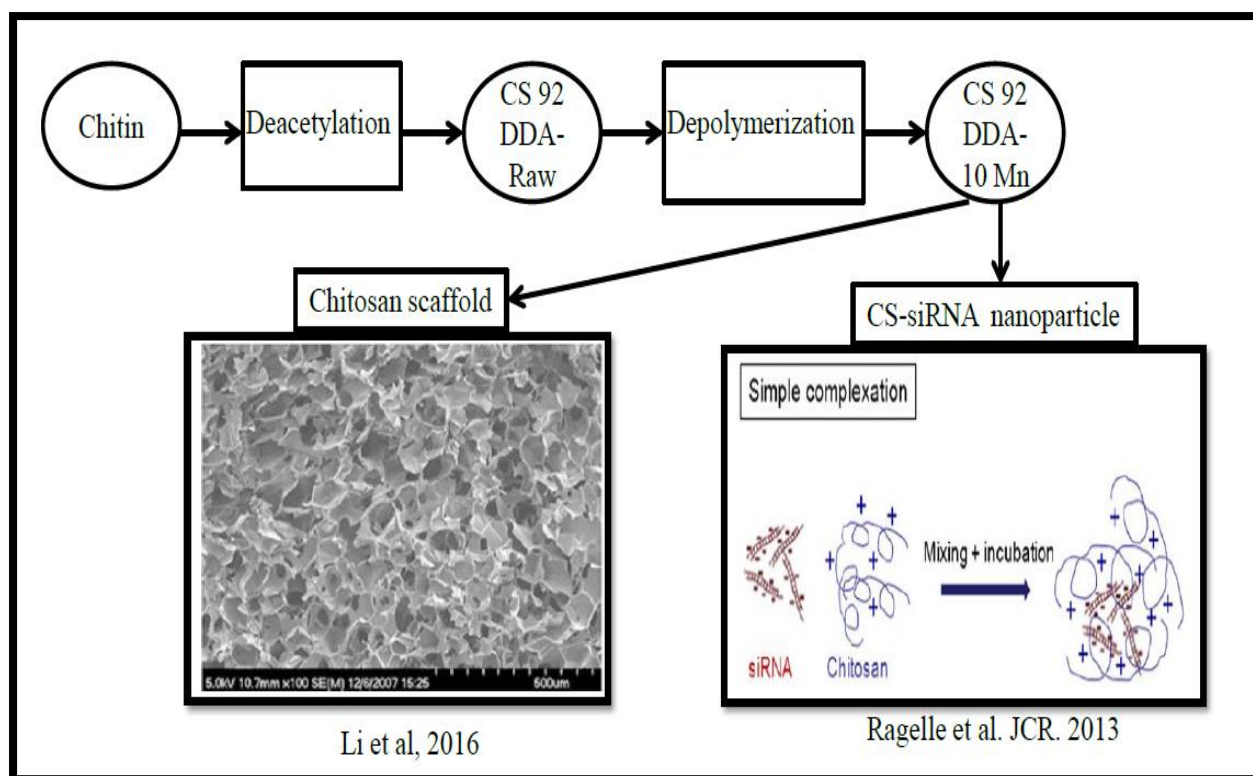 Chitin
Deacetylation
CS 92
DDA-
Raw
Depolymerization
CS 92
DDA-
10 Mn
Chitosan scaffold
CS-siRNA nanoparticle
5.0kV 10.7mm x100 SE(M) 12/6/2007 15:25 500um
Simple complexation
Mixing + incubation
siRNA Chitosan
Li et al, 2016
Ragelle et al. JCR. 2013